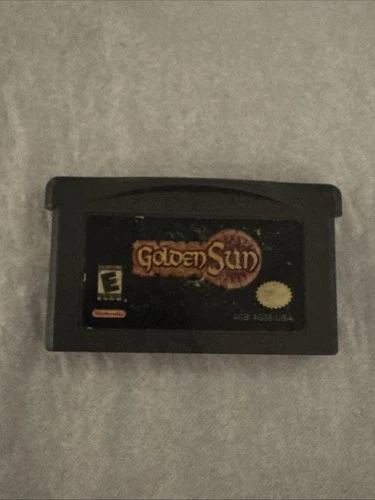 Golden Sun
E
Nintendo
AGB-AGSE-USA